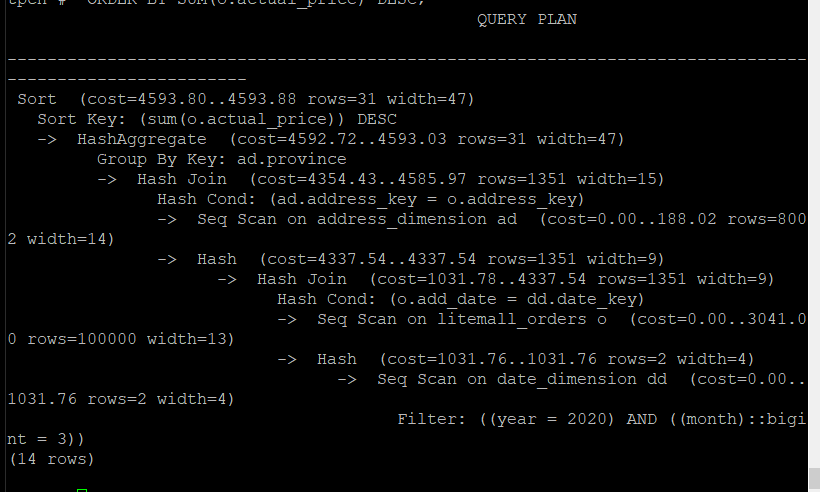 tpch-# ORDER BY SUM(o.actual_price) DESC;
QUERY PLAN
--------------------------------------------------------------------------------
------------------------
Sort (cost=4593.80..4593.88 rows=31 width=47)
Sort Key: (sum(o.actual_price)) DESC
-> HashAggregate (cost=4592.72..4593.03 rows=31 width=47)
Group By Key: ad.province
-> Hash Join (cost=4354.43..4585.97 rows=1351 width=15)
Hash Cond: (ad.address_key = o.address_key)
-> Seq Scan on address_dimension ad (cost=0.00..188.02 rows=800
2 width=14)
-> Hash (cost=4337.54..4337.54 rows=1351 width=9)
-> Hash Join (cost=1031.78..4337.54 rows=1351 width=9)
Hash Cond: (o.add_date = dd.date_key)
-> Seq Scan on litemall_orders o (cost=0.00..3041.0
0 rows=100000 width=13)
-> Hash (cost=1031.76..1031.76 rows=2 width=4)
-> Seq Scan on date_dimension dd (cost=0.00..
1031.76 rows=2 width=4)
Filter: ((year = 2020) AND ((month)::bigi
nt = 3))
(14 rows)